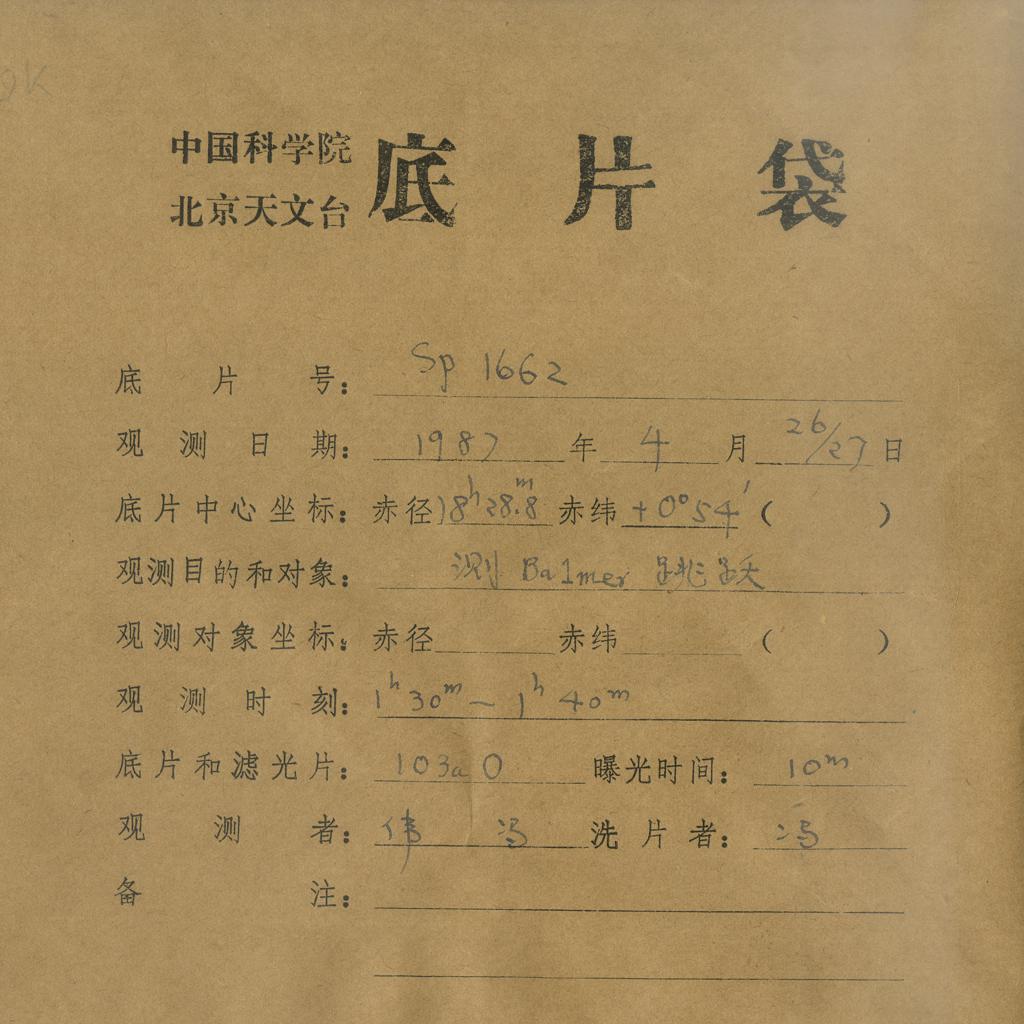 中国科学院
北京天文台
底片袋
底片号： Sp 1662
观测日期： 1987 年 4 月 26/27 日
底片中心坐标：赤径 18ʰ28.ᵐ8 赤纬 +0°54′ （ ）
观测目的和对象： 测 Balmer 跳跃
观测对象坐标：赤径 赤纬 （ ）
观测时刻： 1ʰ30ᵐ — 1ʰ40ᵐ
底片和滤光片： 103a O 曝光时间： 10ᵐ
观测者： 伟 冯 洗片者： 冯
备注：